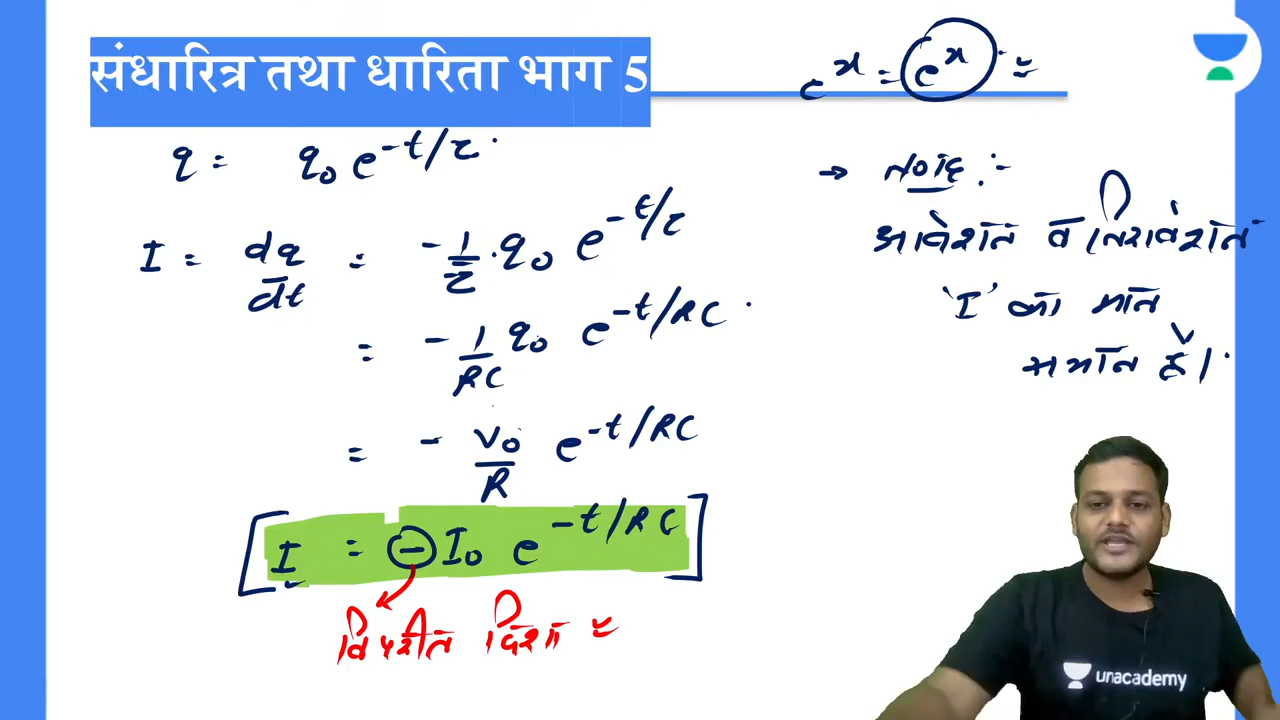 संधारित्र तथा धारिता भाग 5
e^x = e^x =
q = q₀ e^-t/τ
I = dq/dt = -1/τ · q₀ e^-t/τ
= -1/RC q₀ e^-t/RC
= - V₀/R e^-t/RC
[I = - I₀ e^-t/RC]
विपरीत दिशा
→ नोट :-
आवेशन व निरावेशन
'I' का मान
समान है।
unacademy